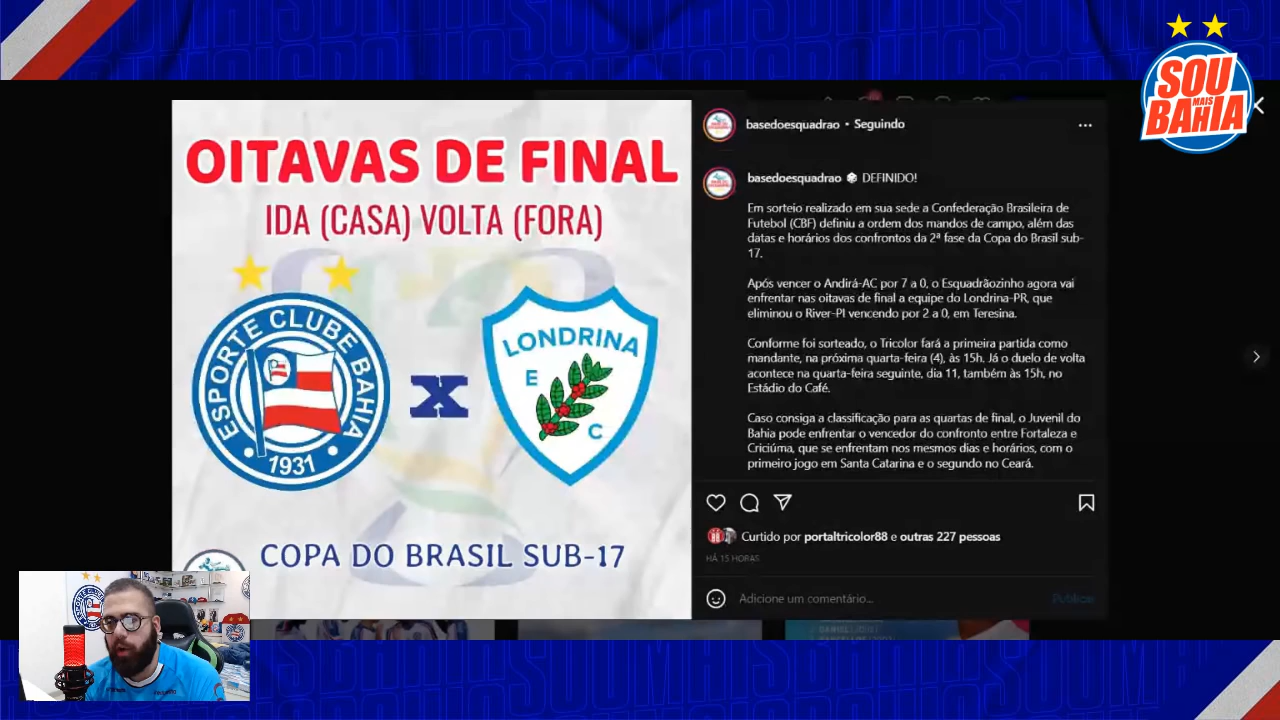 SOU
MAIS
BAHIA
OITAVAS DE FINAL
IDA (CASA) VOLTA (FORA)
ESPORTE CLUBE BAHIA
1931
X
LONDRINA
E
C
COPA DO BRASIL SUB-17
basedoesquadrao • Seguindo
basedoesquadrao DEFINIDO!
Em sorteio realizado em sua sede a Confederação Brasileira de
Futebol (CBF) definiu a ordem dos mandos de campo, além das
datas e horários dos confrontos da 2ª fase da Copa do Brasil sub-
17.
Após vencer o Andirá-AC por 7 a 0, o Esquadrãozinho agora vai
enfrentar nas oitavas de final a equipe do Londrina-PR, que
eliminou o River-PI vencendo por 2 a 0, em Teresina.
Conforme foi sorteado, o Tricolor fará a primeira partida como
mandante, na próxima quarta-feira (4), às 15h. Já o duelo de volta
acontece na quarta-feira seguinte, dia 11, também às 15h, no
Estádio do Café.
Caso consiga a classificação para as quartas de final, o Juvenil do
Bahia pode enfrentar o vencedor do confronto entre Fortaleza e
Criciúma, que se enfrentam nos mesmos dias e horários, com o
primeiro jogo em Santa Catarina e o segundo no Ceará.
Curtido por portaltricolor88 e outras 227 pessoas
HÁ 15 HORAS
Adicione um comentário...
Publicar